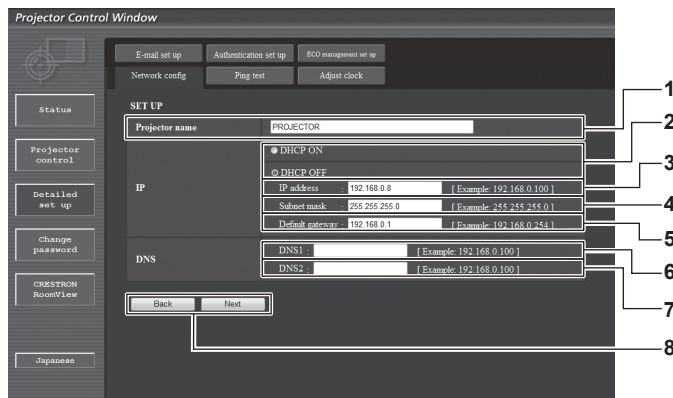 Projector Control Window
E-mail set up Authentication set up ECO management set up
Network config Ping test Adjust clock
Status
Projector control
Detailed set up
Change password
CRESTRON RoomView
Japanese
SET UP
Projector name PROJECTOR
IP
DHCP ON
DHCP OFF
IP address : 192.168.0.8 [ Example: 192.168.0.100 ]
Subnet mask : 255.255.255.0 [ Example: 255.255.255.0 ]
Default gateway : 192.168.0.1 [ Example: 192.168.0.254 ]
DNS
DNS1 : [ Example: 192.168.0.100 ]
DNS2 : [ Example: 192.168.0.100 ]
Back Next
1
2
3
4
5
6
7
8